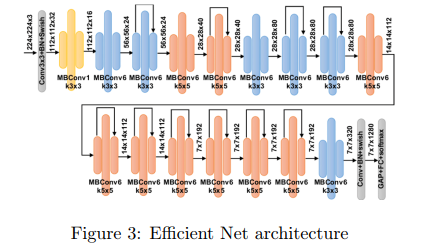 224x224x3
Conv3x3+BN+Swish
112x112x32
112x112x16
56x56x24
56x56x24
28x28x40
28x28x40
28x28x80
28x28x80
28x28x80
14x14x112
MBConv1 MBConv6 MBConv6 MBConv6 MBConv6 MBConv6 MBConv6 MBConv6 MBConv6
k3x3 k3x3 k3x3 k5x5 k5x5 k3x3 k3x3 k3x3 k5x5
14x14x112
14x14x112
7x7x192
7x7x192
7x7x192
7x7x320
Conv+BN+swish
7x7x1280
GAP+FC+softmax
MBConv6 MBConv6 MBConv6 MBConv6 MBConv6 MBConv6
k5x5 k5x5 k5x5 k5x5 k5x5 k3x3
Figure 3: Efficient Net architecture